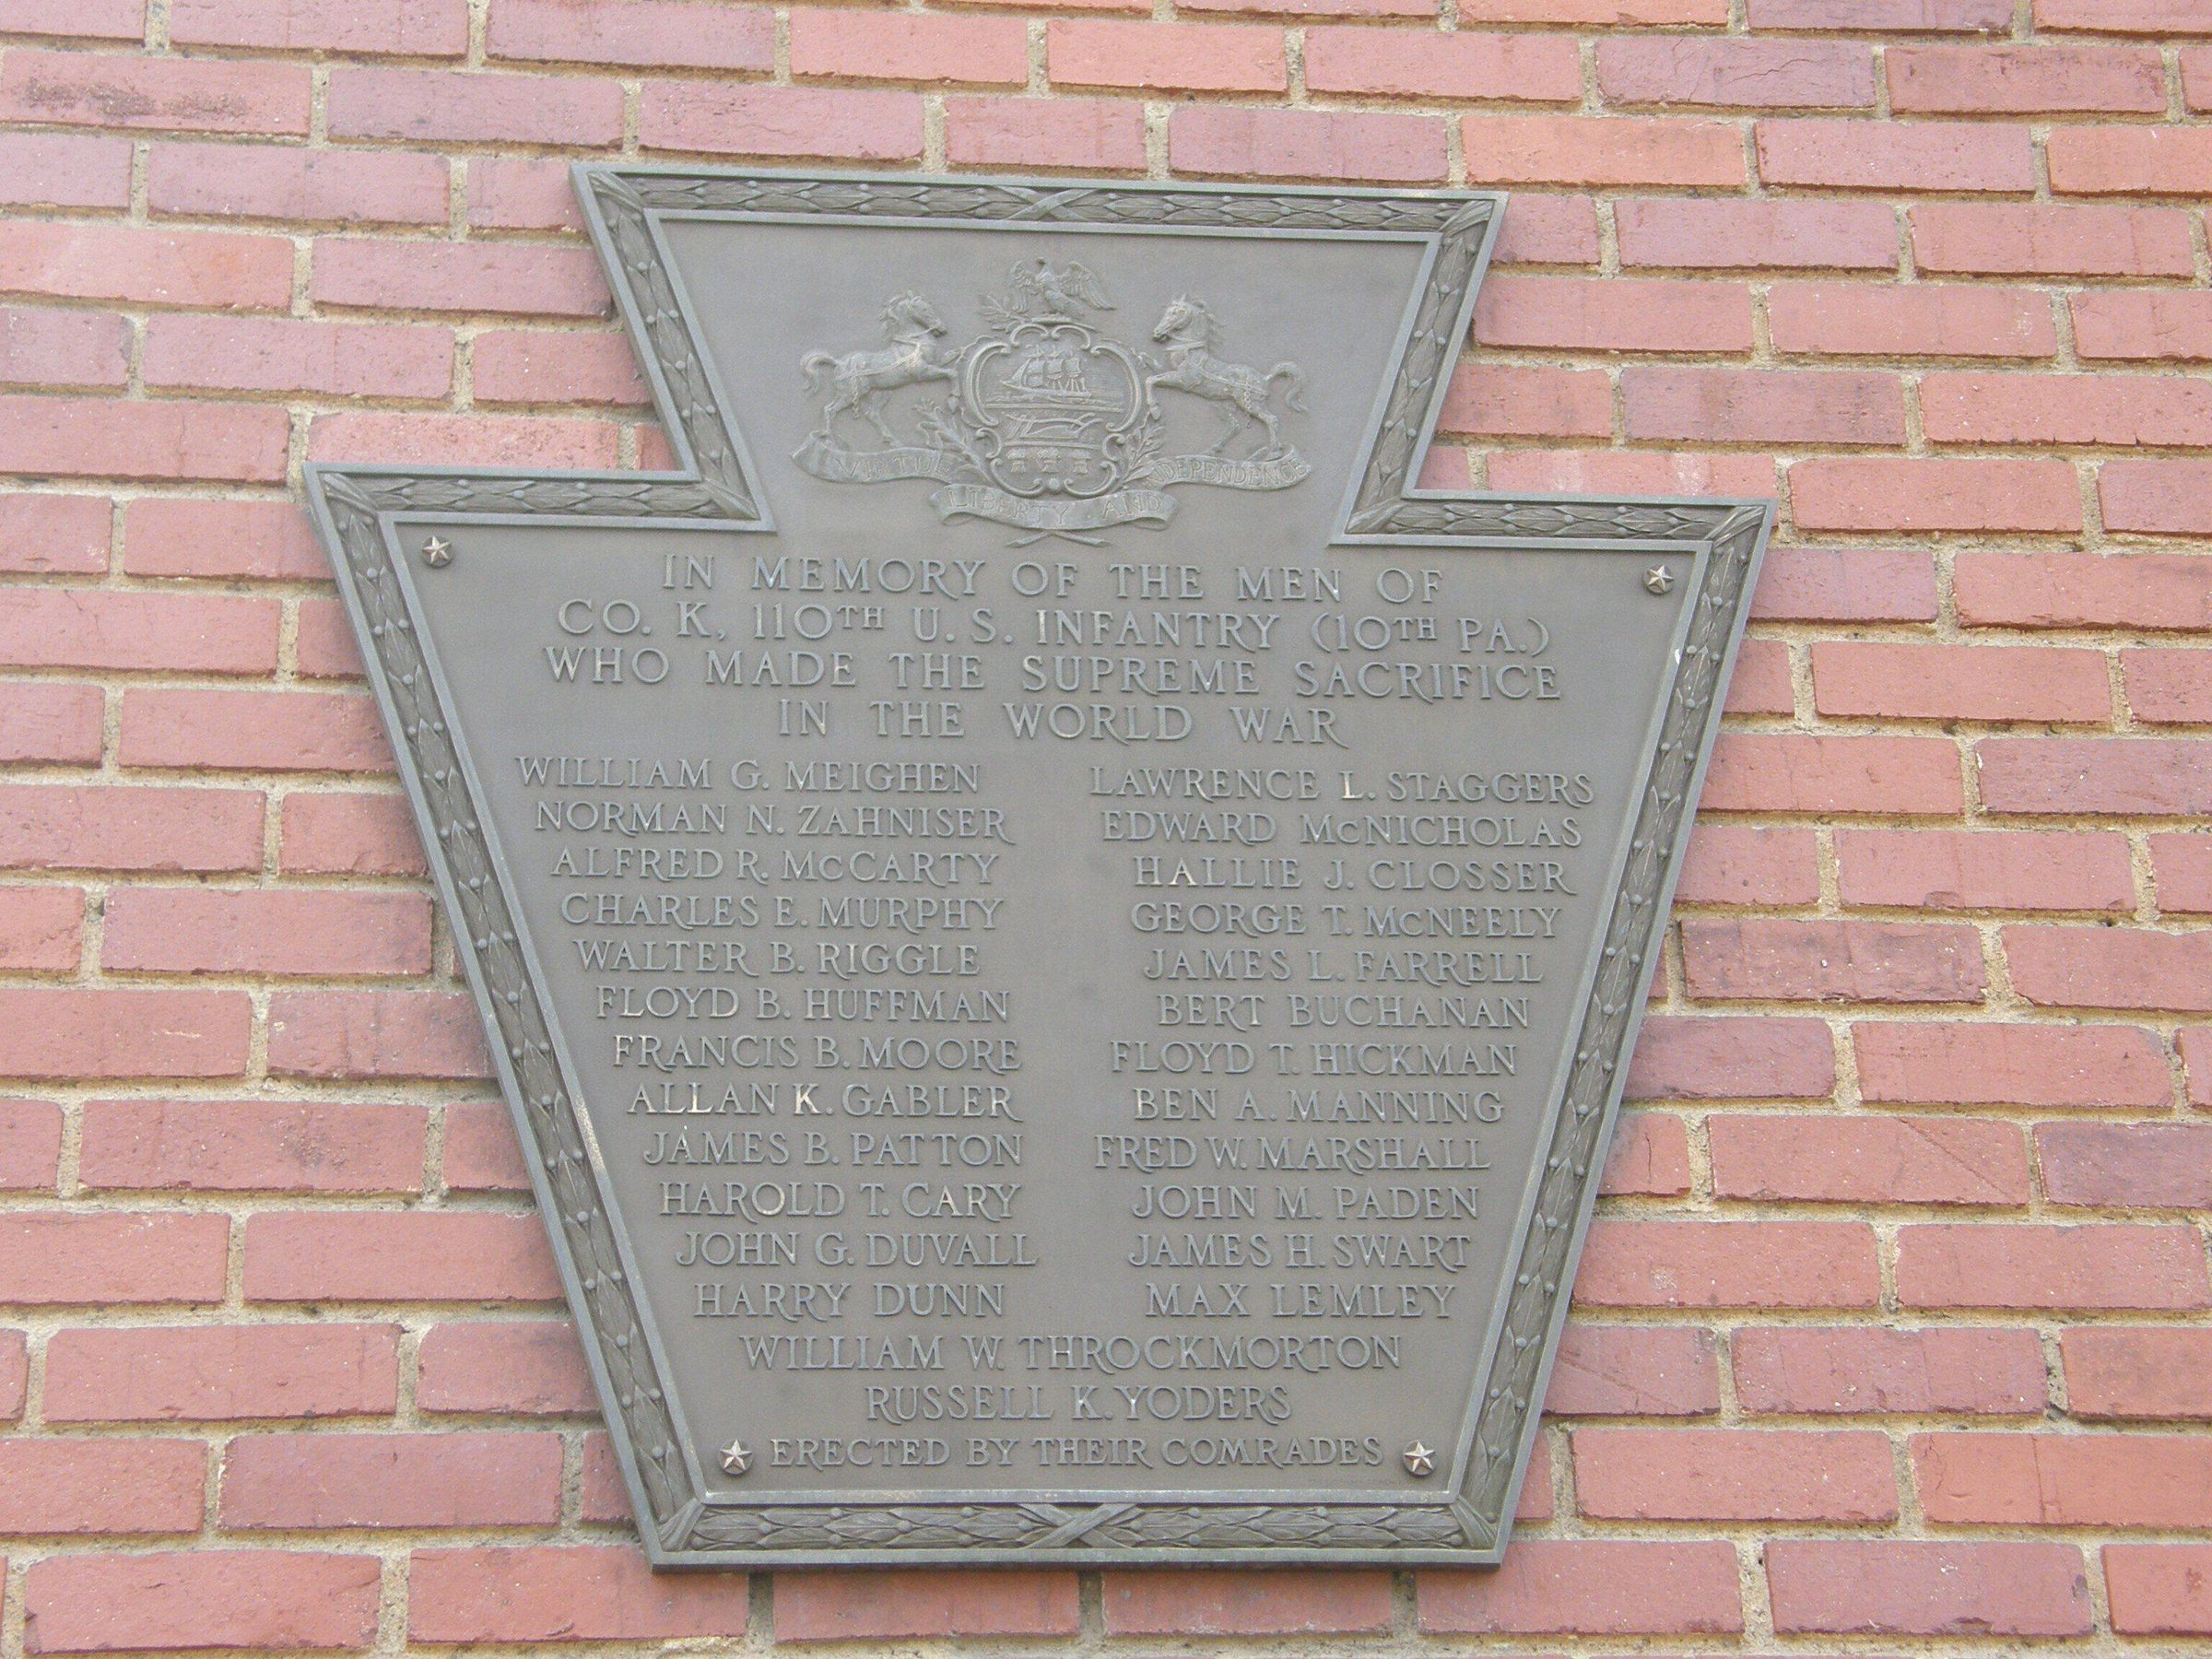 VIRTUE
LIBERTY AND
INDEPENDENCE
IN MEMORY OF THE MEN OF
CO. K, 110TH U.S. INFANTRY (10TH PA.)
WHO MADE THE SUPREME SACRIFICE
IN THE WORLD WAR
WILLIAM G. MEIGHEN
NORMAN N. ZAHNISER
ALFRED R. McCARTY
CHARLES E. MURPHY
WALTER B. RIGGLE
FLOYD B. HUFFMAN
FRANCIS B. MOORE
ALLAN K. GABLER
JAMES B. PATTON
HAROLD T. CARY
JOHN G. DUVALL
HARRY DUNN
LAWRENCE L. STAGGERS
EDWARD McNICHOLAS
HALLIE J. CLOSSER
GEORGE T. McNEELY
JAMES L. FARRELL
BERT BUCHANAN
FLOYD T. HICKMAN
BEN A. MANNING
FRED W. MARSHALL
JOHN M. PADEN
JAMES H. SWART
MAX LEMLEY
WILLIAM W. THROCKMORTON
RUSSELL K. YODERS
ERECTED BY THEIR COMRADES